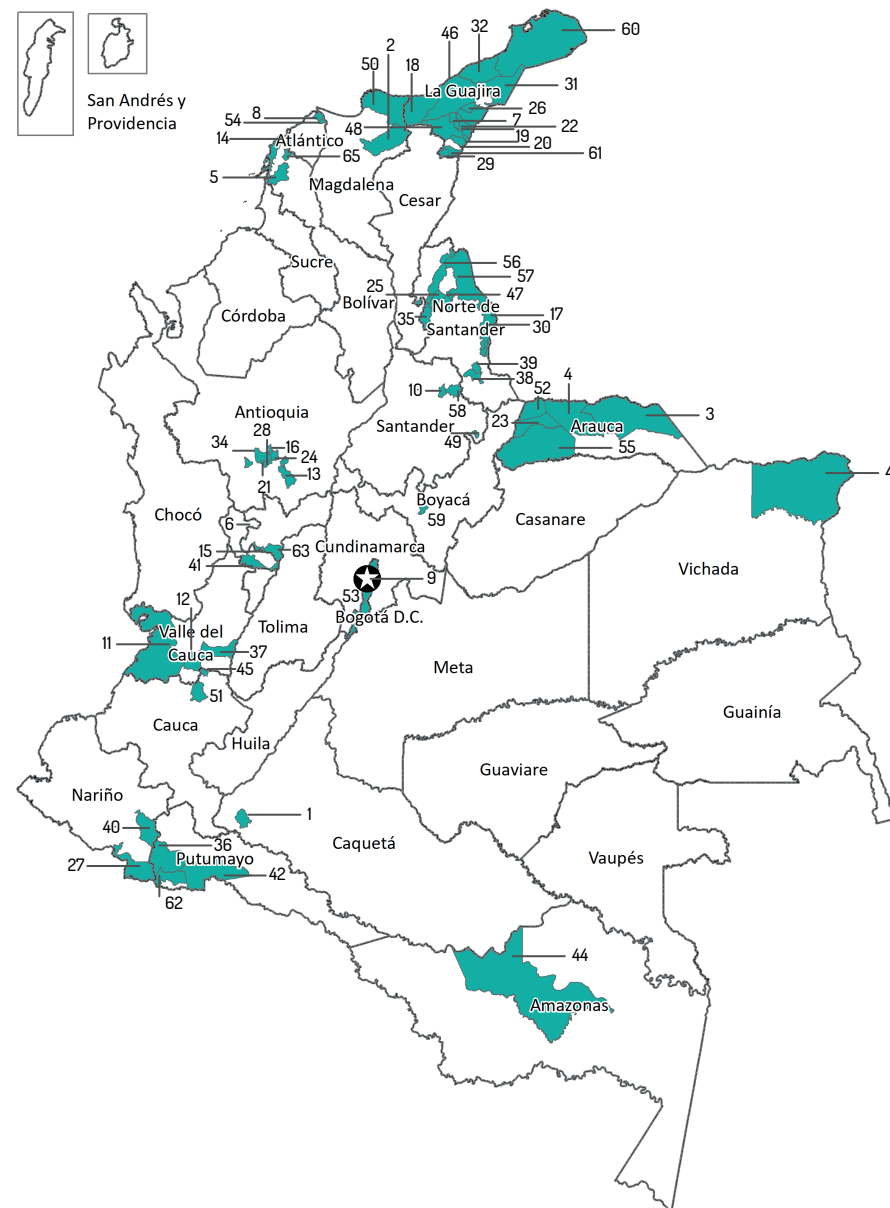 San Andrés y
Providencia
60
32
46
2
50
18
La Guajira
31
26
7
22
19
20
61
29
8
54
14
Atlántico
48
65
5
Magdalena
Cesar
Sucre
56
57
25
47
Bolívar
Norte de
Santander
17
35
30
Córdoba
39
38
4
52
10
58
3
Antioquia
23
Arauca
28
Santander
49
55
34
16
24
13
21
4
Boyacá
59
Casanare
Chocó
6
Cundinamarca
15
63
41
9
Vichada
53
Bogotá D.C.
12
Tolima
11
Valle del
Cauca
37
45
51
Meta
Cauca
Guainía
Huila
Guaviare
Nariño
1
40
36
Caquetá
Putumayo
Vaupés
27
42
62
44
Amazonas